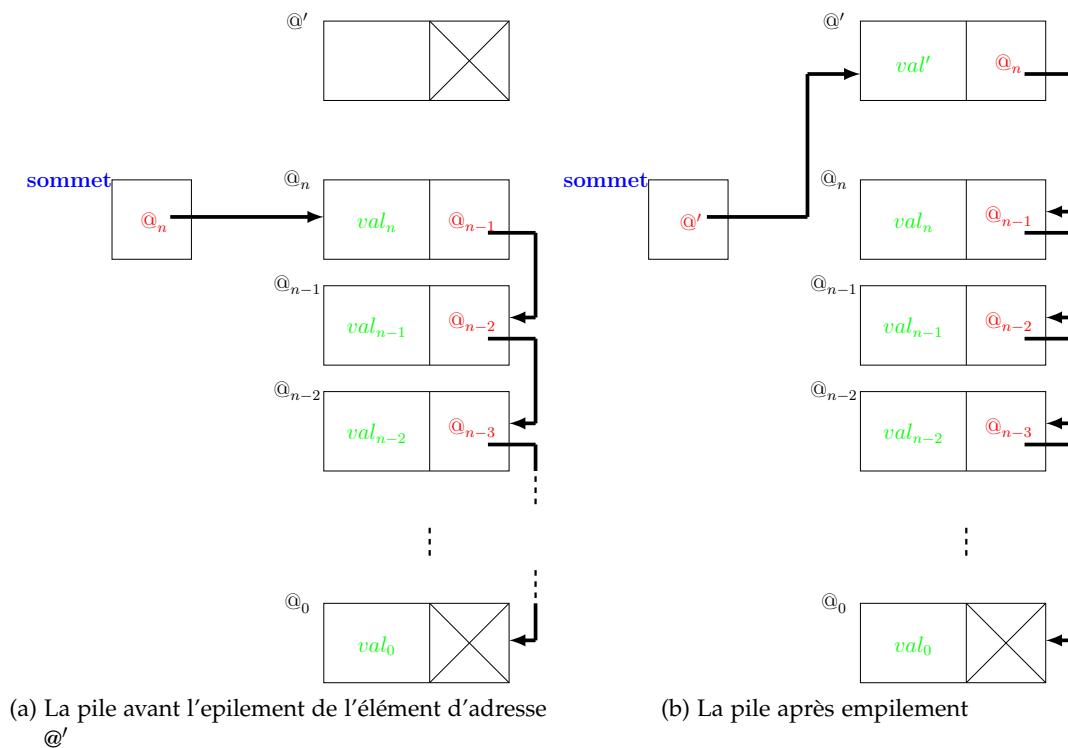 @′
sommet
@n
@n
valn
@n−1
@n−1
valn−1
@n−2
@n−2
valn−2
@n−3
@0
val0
(a) La pile avant l'epilement de l'élément d'adresse
@′
@′
val′
@n
sommet
@′
@n
valn
@n−1
@n−1
valn−1
@n−2
@n−2
valn−2
@n−3
@0
val0
(b) La pile après empilement